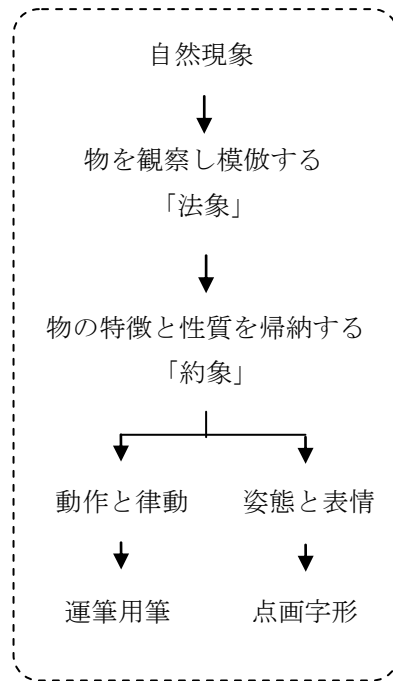 自然現象
物を観察し模倣する
「法象」
物の特徴と性質を帰納する
「約象」
動作と律動
姿態と表情
運筆用筆
点画字形